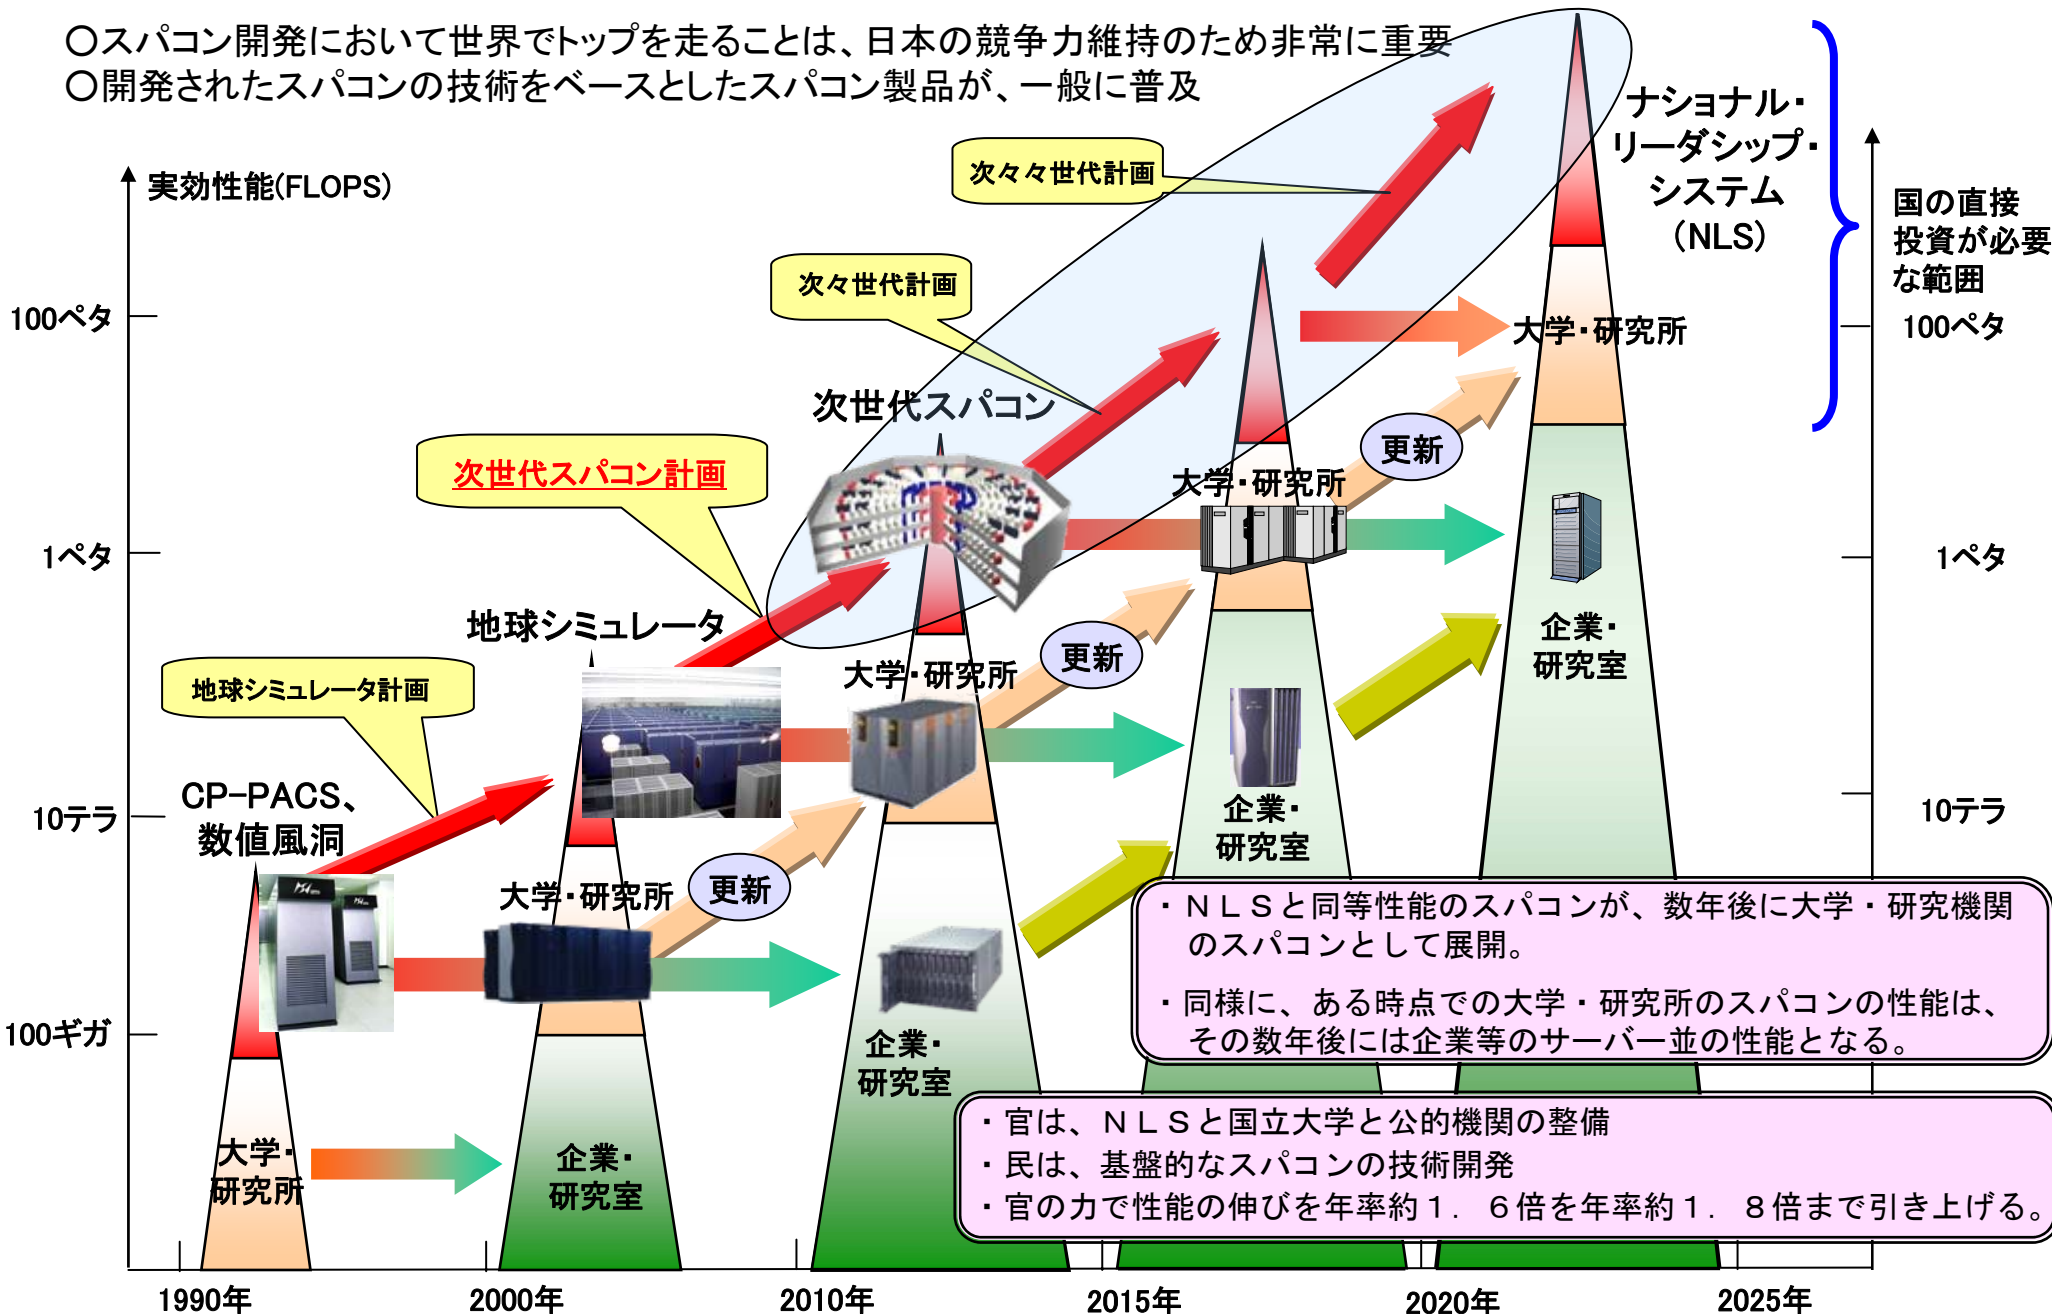 ○スパコン開発において世界でトップを走ることは、日本の競争力維持のため非常に重要
○開発されたスパコンの技術をベースとしたスパコン製品が、一般に普及
ナショナル・
リーダシップ・
システム
(NLS)
国の直接
投資が必要
な範囲
実効性能(FLOPS)
次々々世代計画
次々世代計画
100ペタ
100ペタ
大学・研究所
次世代スパコン
次世代スパコン計画
更新
大学・研究所
1ペタ
1ペタ
地球シミュレータ
企業・
研究室
更新
大学・研究所
地球シミュレータ計画
CP-PACS、
数値風洞
10テラ
10テラ
企業・
研究室
大学・研究所
更新
100ギガ
企業・
研究室
・ＮＬＳと同等性能のスパコンが、数年後に大学・研究機関
のスパコンとして展開。
・同様に、ある時点での大学・研究所のスパコンの性能は、
その数年後には企業等のサーバー並の性能となる。
大学・
研究所
企業・
研究室
・官は、ＮＬＳと国立大学と公的機関の整備
・民は、基盤的なスパコンの技術開発
・官の力で性能の伸びを年率約１．６倍を年率約１．８倍まで引き上げる。
1990年
2000年
2010年
2015年
2020年
2025年